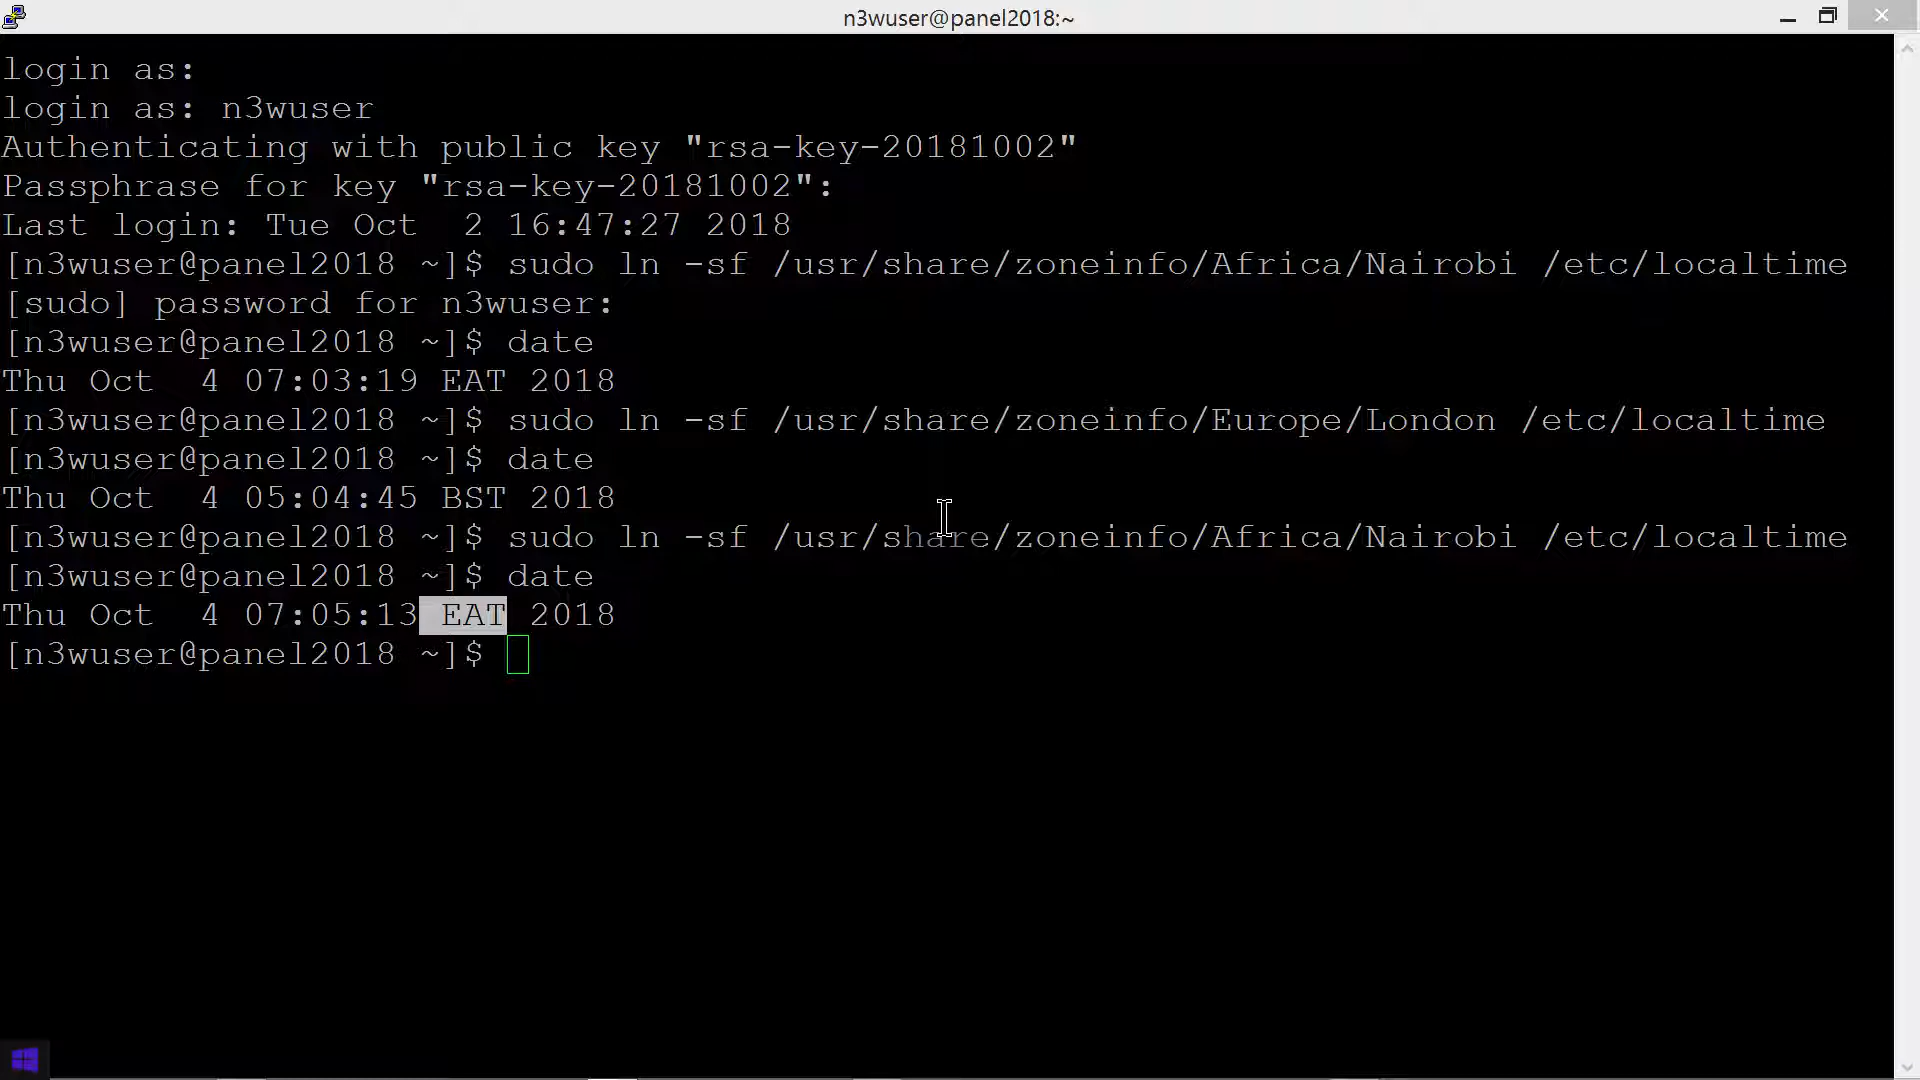 n3wuser@panel2018:~
login as:
login as: n3wuser
Authenticating with public key "rsa-key-20181002"
Passphrase for key "rsa-key-20181002":
Last login: Tue Oct  2 16:47:27 2018
[n3wuser@panel2018 ~]$ sudo ln -sf /usr/share/zoneinfo/Africa/Nairobi /etc/localtime
[sudo] password for n3wuser:
[n3wuser@panel2018 ~]$ date
Thu Oct  4 07:03:19 EAT 2018
[n3wuser@panel2018 ~]$ sudo ln -sf /usr/share/zoneinfo/Europe/London /etc/localtime
[n3wuser@panel2018 ~]$ date
Thu Oct  4 05:04:45 BST 2018
[n3wuser@panel2018 ~]$ sudo ln -sf /usr/share/zoneinfo/Africa/Nairobi /etc/localtime
[n3wuser@panel2018 ~]$ date
Thu Oct  4 07:05:13 EAT 2018
[n3wuser@panel2018 ~]$